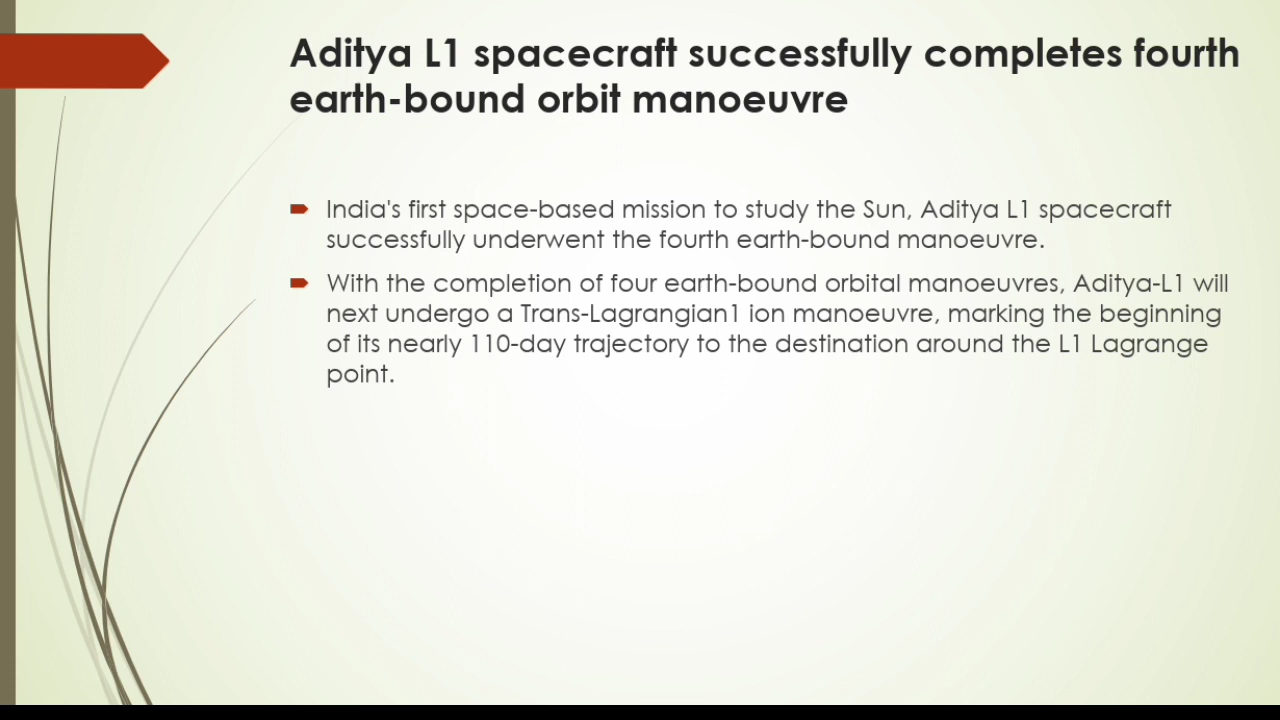 Aditya L1 spacecraft successfully completes fourth
earth-bound orbit manoeuvre
India's first space-based mission to study the Sun, Aditya L1 spacecraft
successfully underwent the fourth earth-bound manoeuvre.
With the completion of four earth-bound orbital manoeuvres, Aditya-L1 will
next undergo a Trans-Lagrangian1 ion manoeuvre, marking the beginning
of its nearly 110-day trajectory to the destination around the L1 Lagrange
point.